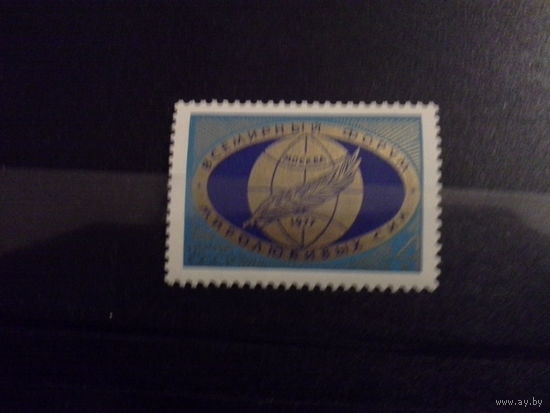 ВСЕМИРНЫЙ ФОРУМ
МОСКВА
1977
МИРОЛЮБИВЫХ СИЛ
www.ay.by